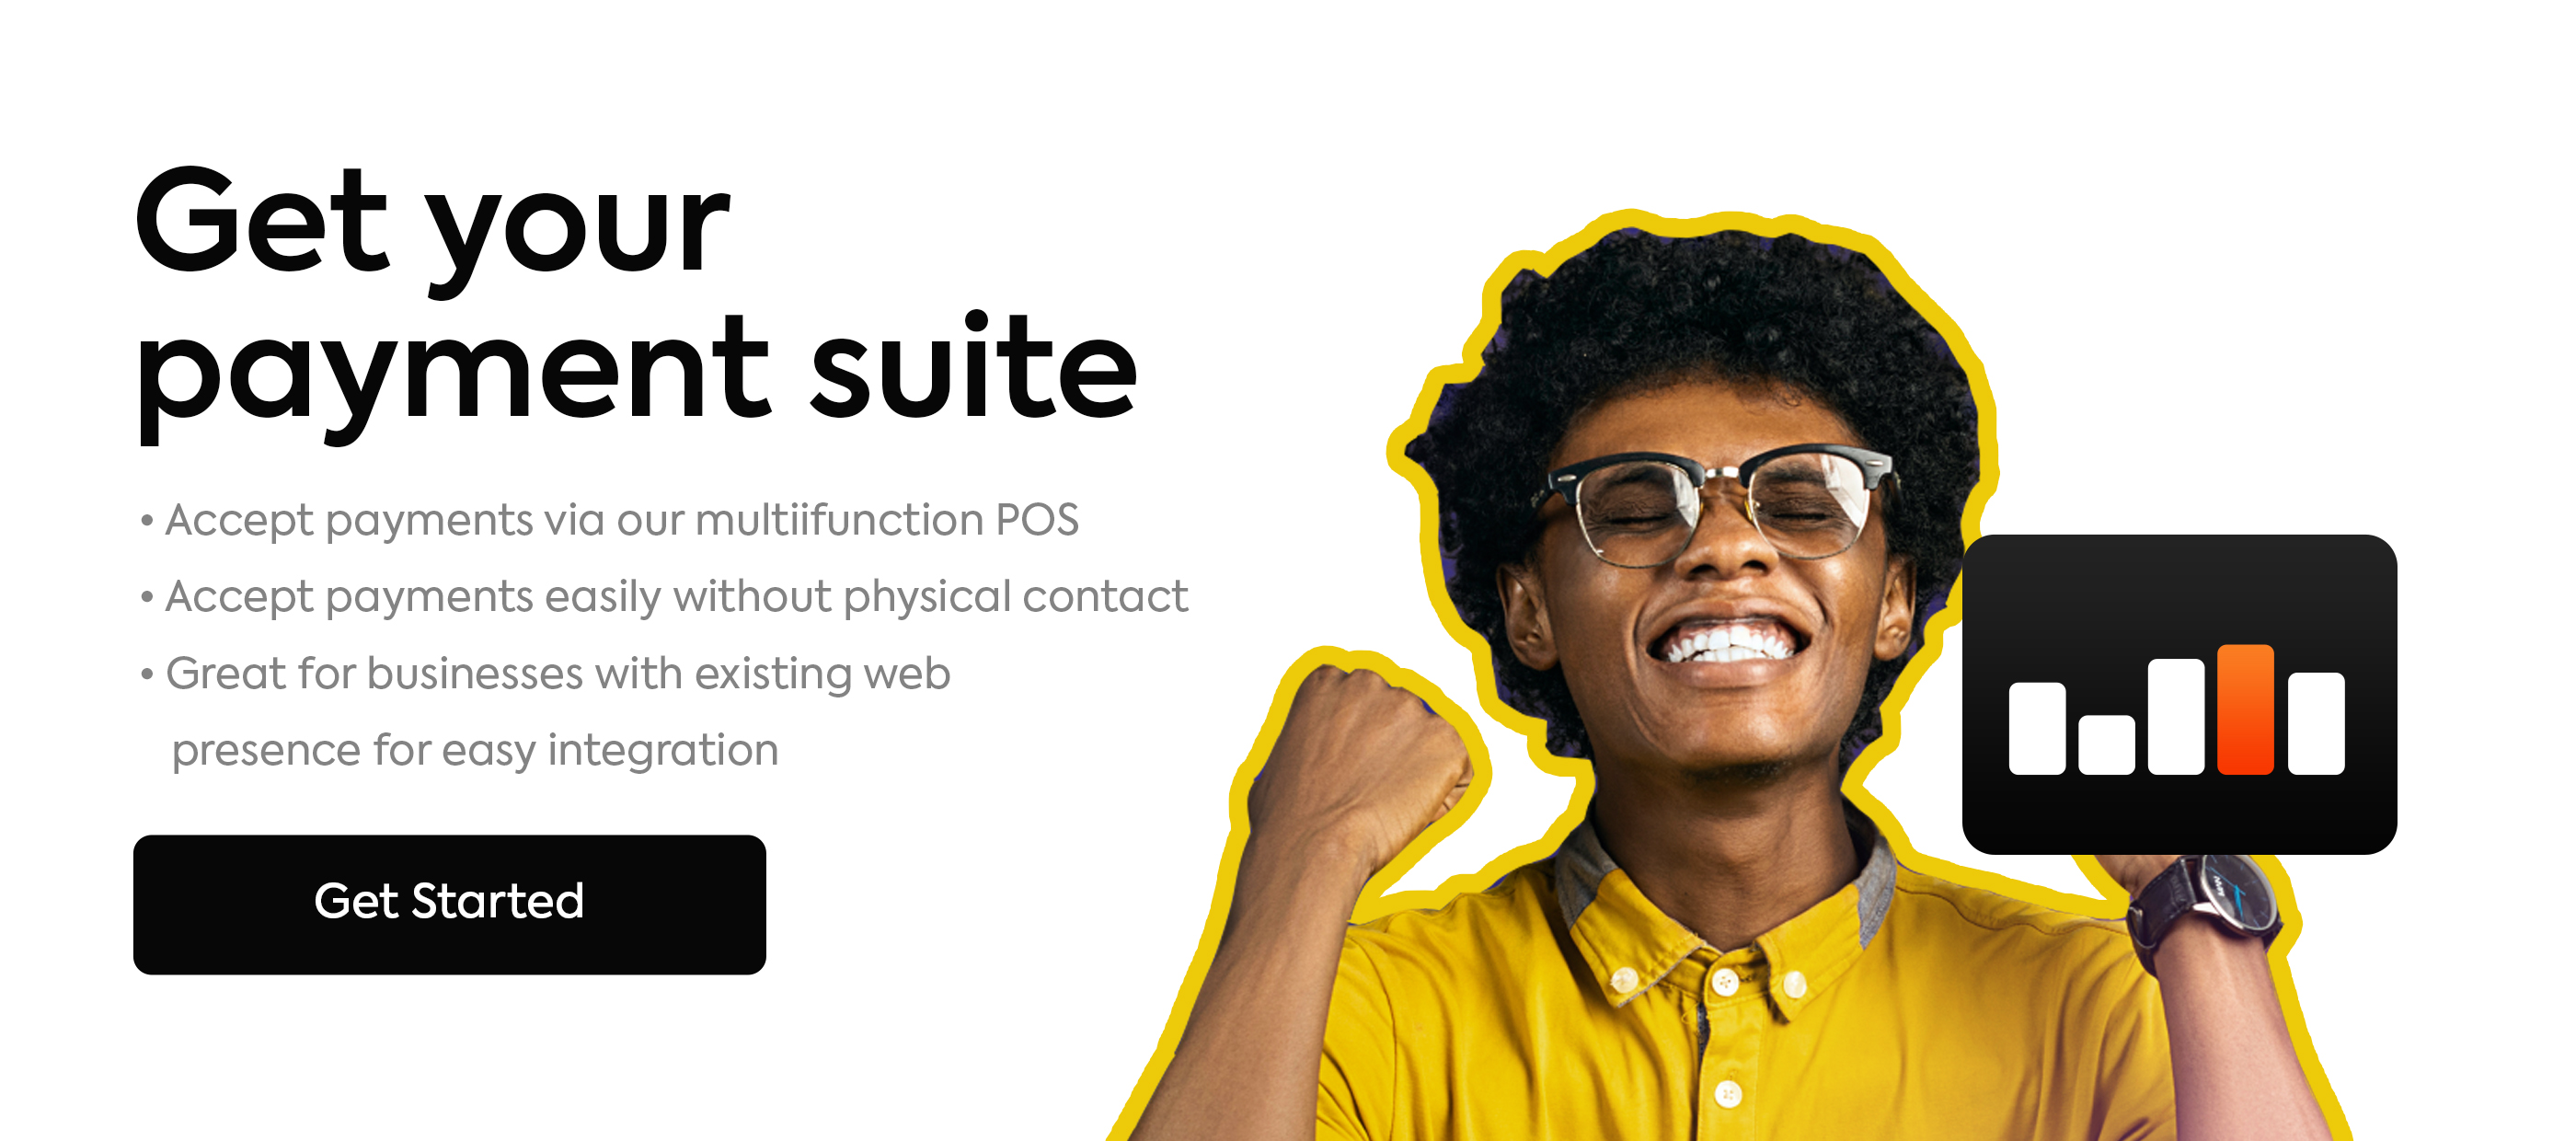 Get your
payment suite
• Accept payments via our multiifunction POS
• Accept payments easily without physical contact
• Great for businesses with existing web
presence for easy integration
Get Started